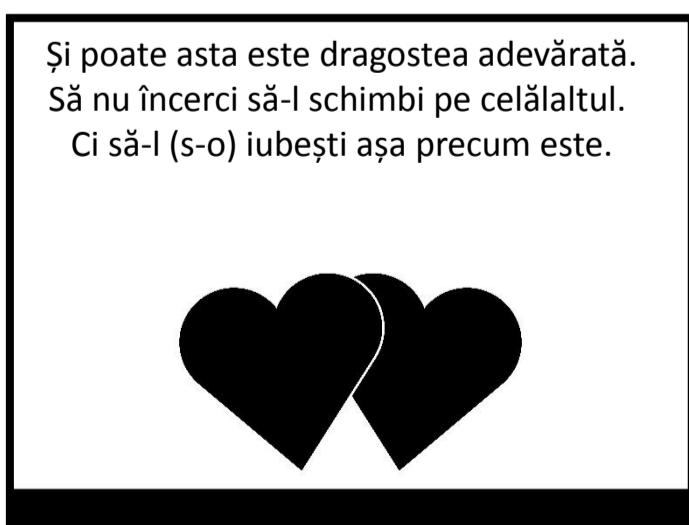 Și poate asta este dragostea adevărată.
Să nu încerci să-l schimbi pe celălaltul.
Ci să-l (s-o) iubești așa precum este.